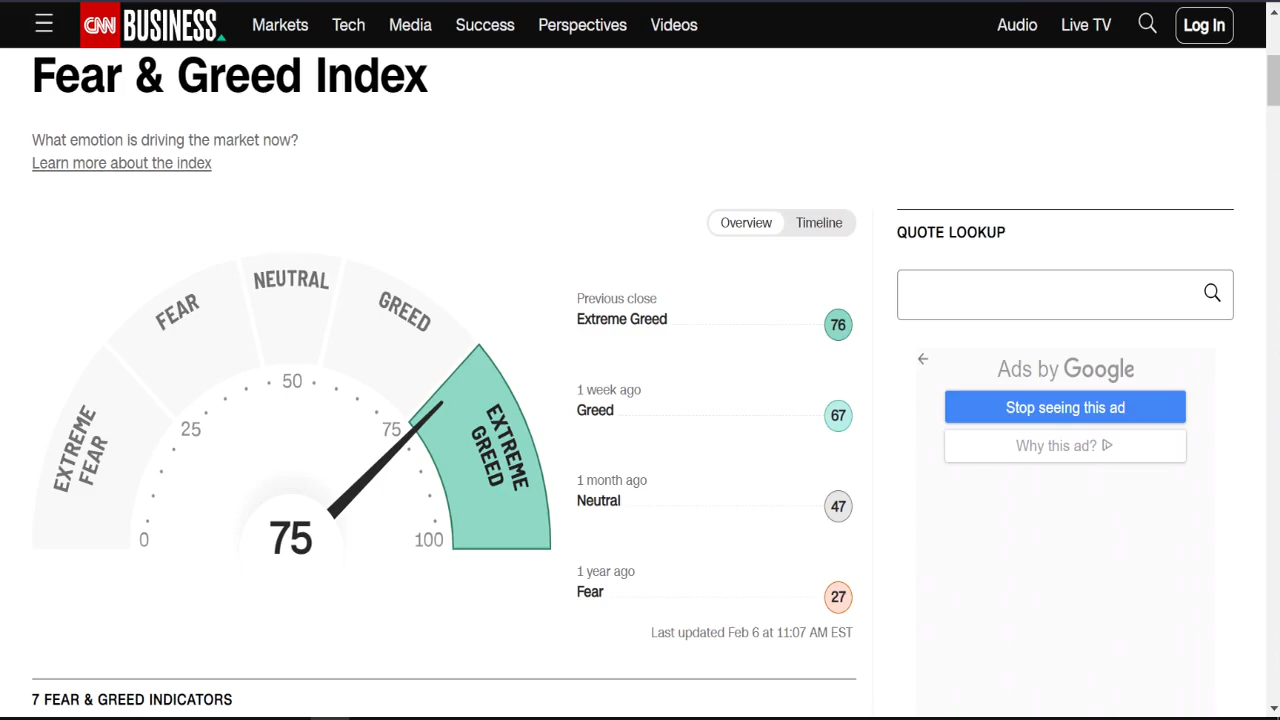 CNN BUSINESS Markets Tech Media Success Perspectives Videos Audio Live TV Log In
Fear & Greed Index
What emotion is driving the market now?
Learn more about the index
Overview Timeline
EXTREME
FEAR
FEAR
NEUTRAL
GREED
EXTREME
GREED
0
25
50
75
100
75
Previous close
Extreme Greed 76
1 week ago
Greed 67
1 month ago
Neutral 47
1 year ago
Fear 27
Last updated Feb 6 at 11:07 AM EST
7 FEAR & GREED INDICATORS
QUOTE LOOKUP
Ads by Google
Stop seeing this ad
Why this ad?